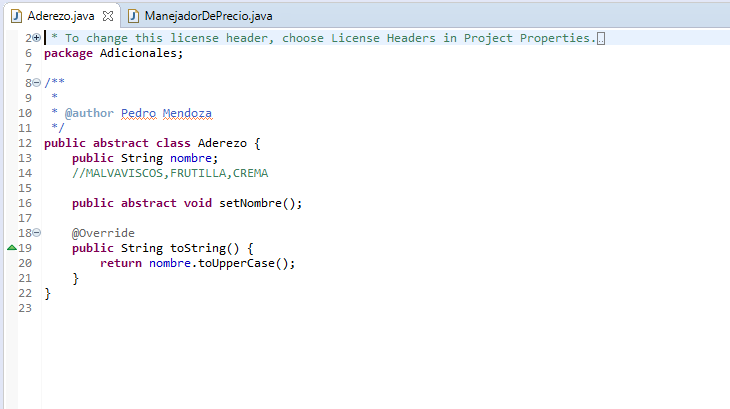 Aderezo.java ManejadorDePrecio.java
2 * To change this license header, choose License Headers in Project Properties.
6 package Adicionales;
7
8 /**
9 *
10 * @author Pedro Mendoza
11 */
12 public abstract class Aderezo {
13 public String nombre;
14 //MALVAVISCOS,FRUTILLA,CREMA
15
16 public abstract void setNombre();
17
18 @Override
19 public String toString() {
20 return nombre.toUpperCase();
21 }
22 }
23